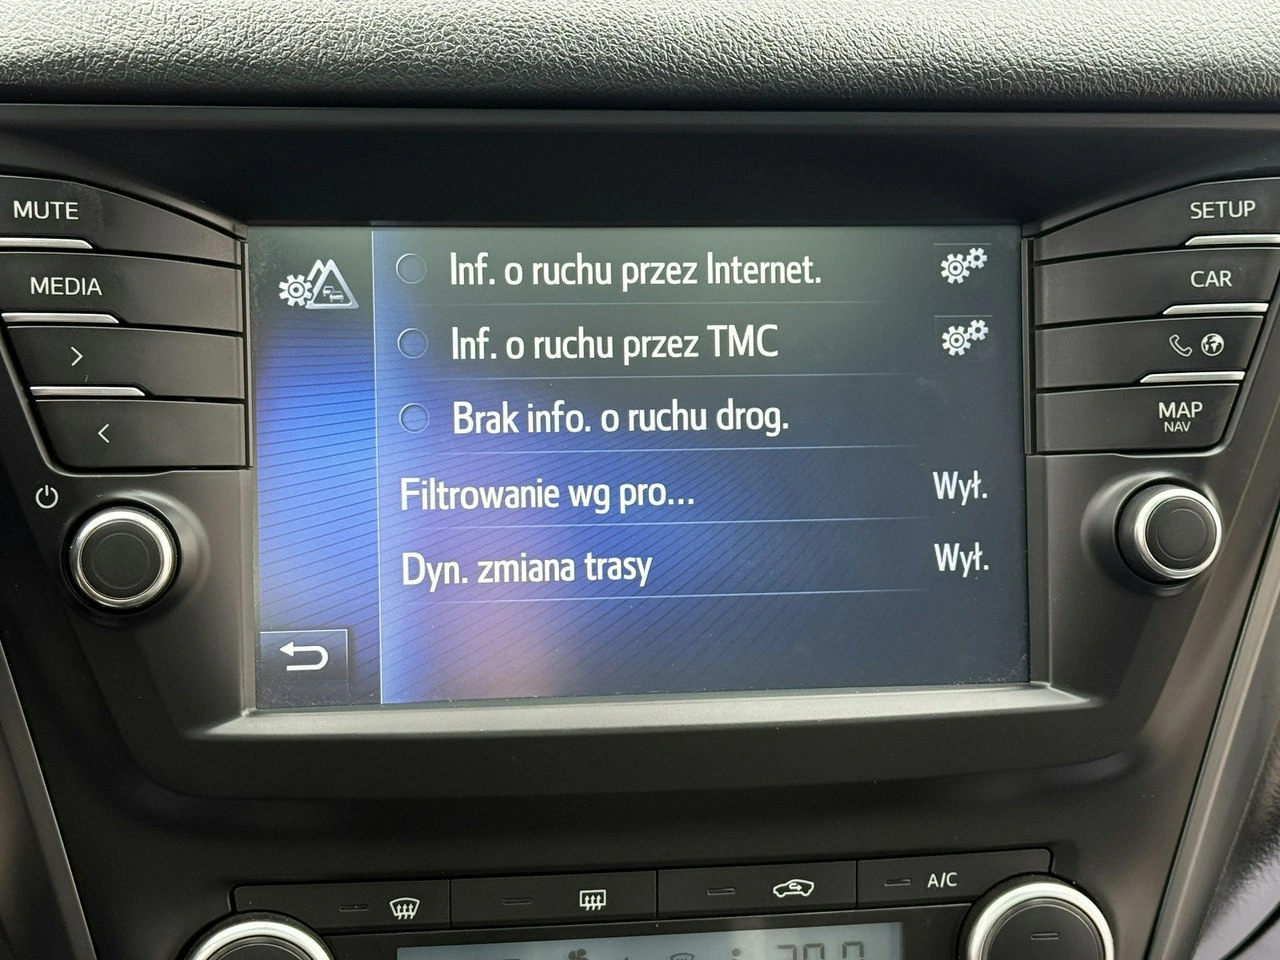 MUTE
MEDIA
SETUP
CAR
MAP
NAV
Inf. o ruchu przez Internet.
Inf. o ruchu przez TMC
Brak info. o ruchu drog.
Filtrowanie wg pro... Wył.
Dyn. zmiana trasy Wył.
A/C